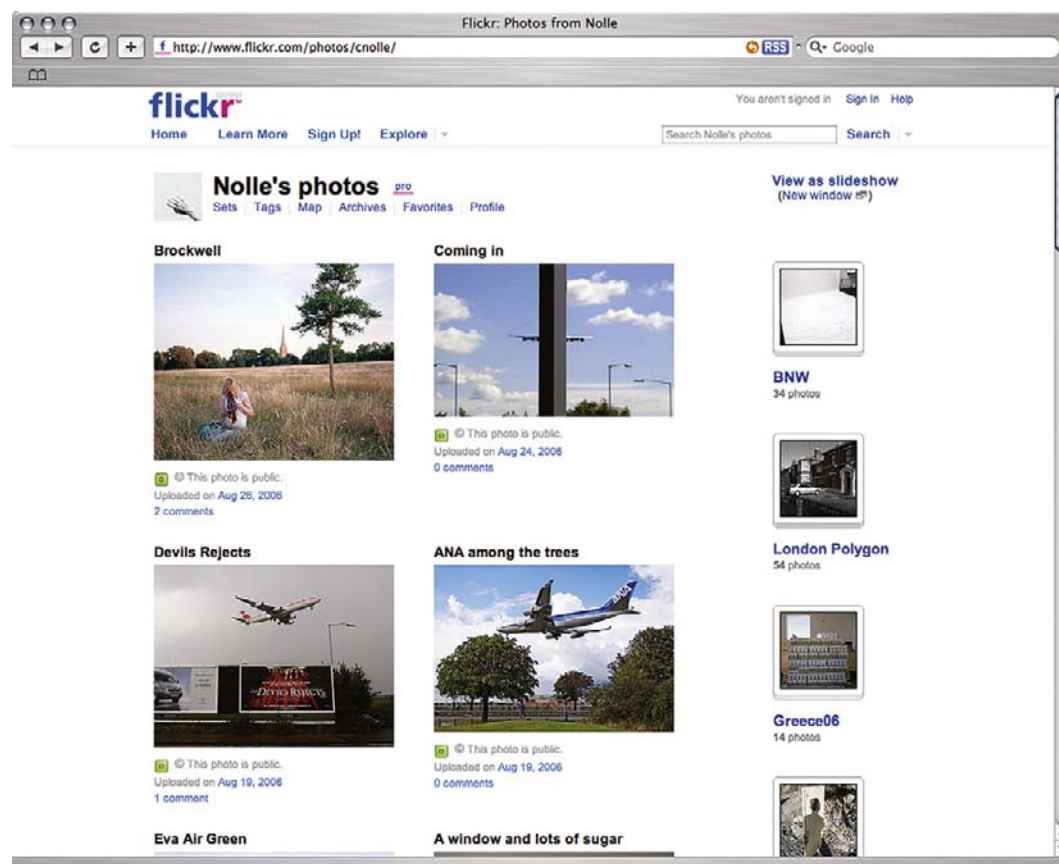 Flickr: Photos from Nolle
http://www.flickr.com/photos/cnolle/
RSS
Google
flickr
GAMMA
You aren't signed in Sign In Help
Home Learn More Sign Up! Explore
Search Nolle's photos
Search
Nolle's photos pro
Sets Tags Map Archives Favorites Profile
View as slideshow
(New window)
Brockwell
© This photo is public.
Uploaded on Aug 26, 2006
2 comments
Coming in
© This photo is public.
Uploaded on Aug 24, 2006
0 comments
Devils Rejects
DEVIL'S REJECTS
© This photo is public.
Uploaded on Aug 19, 2006
1 comment
ANA among the trees
ANA
© This photo is public.
Uploaded on Aug 19, 2006
0 comments
Eva Air Green
A window and lots of sugar
BNW
34 photos
London Polygon
54 photos
Greece06
14 photos